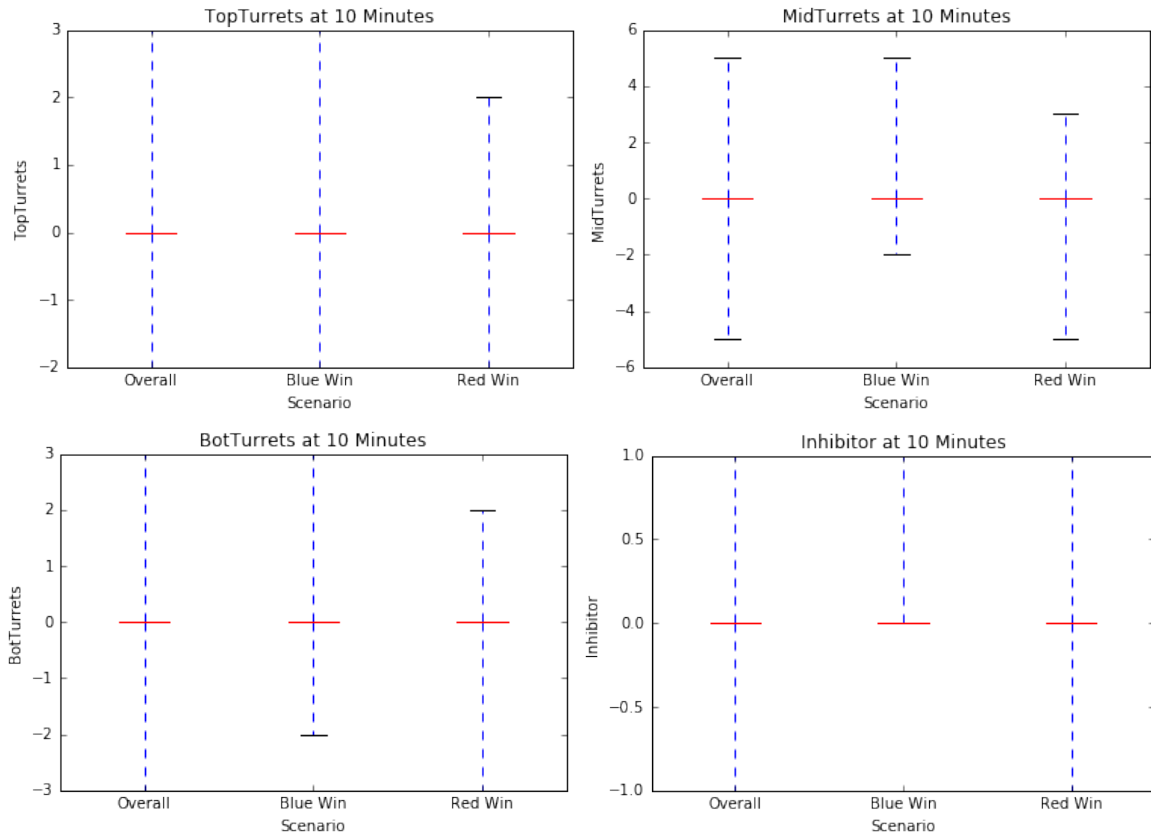 TopTurrets at 10 Minutes
3
2
1
0
−1
−2
TopTurrets
Overall
Blue Win
Red Win
Scenario
MidTurrets at 10 Minutes
6
4
2
0
−2
−4
−6
MidTurrets
Overall
Blue Win
Red Win
Scenario
BotTurrets at 10 Minutes
3
2
1
0
−1
−2
−3
BotTurrets
Overall
Blue Win
Red Win
Scenario
Inhibitor at 10 Minutes
1.0
0.5
0.0
−0.5
−1.0
Inhibitor
Overall
Blue Win
Red Win
Scenario